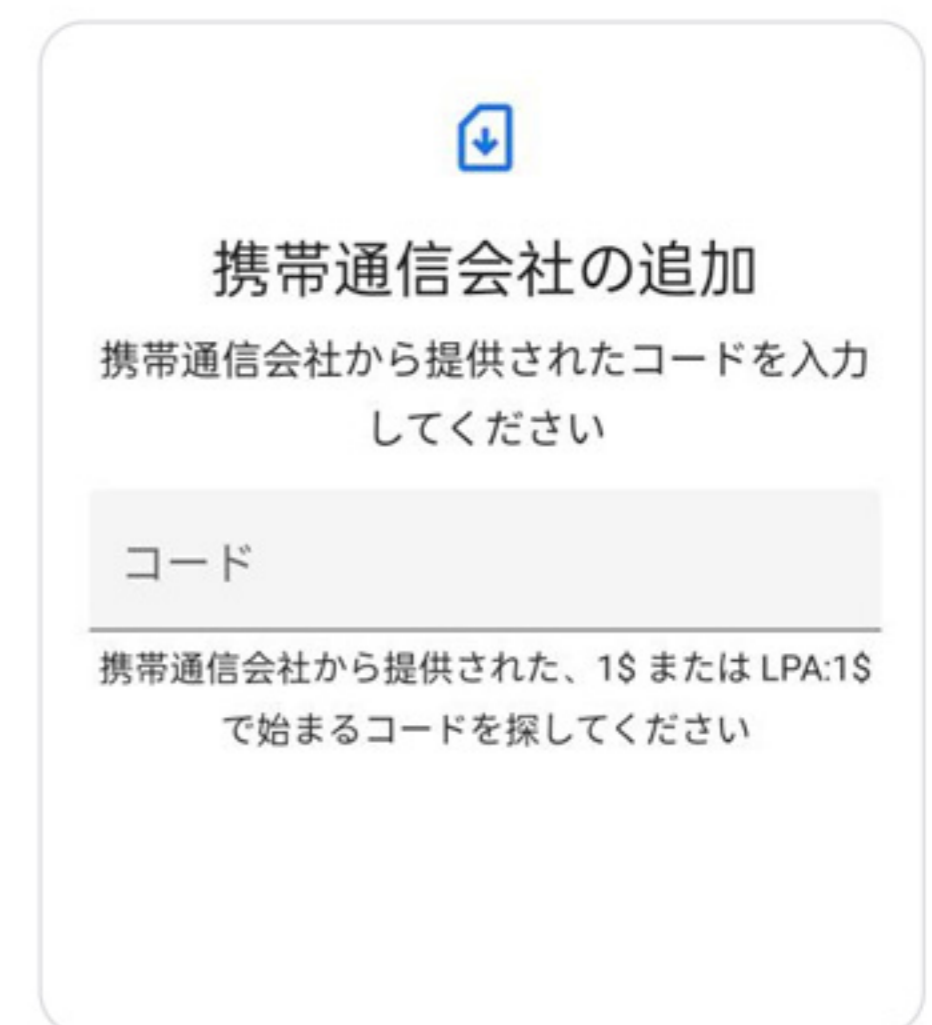 携帯通信会社の追加
携帯通信会社から提供されたコードを入力
してください
コード
携帯通信会社から提供された、1$ または LPA:1$
で始まるコードを探してください